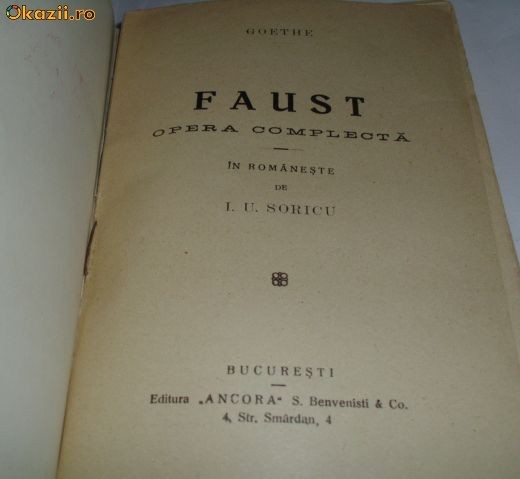 Okazii.ro
GOETHE
FAUST
OPERA COMPLECTĂ
ÎN ROMÂNEȘTE
DE
I. U. SORICU
BUCUREȘTI
Editura „ANCORA“ S. Benvenisti & Co.
4, Str. Smârdan, 4